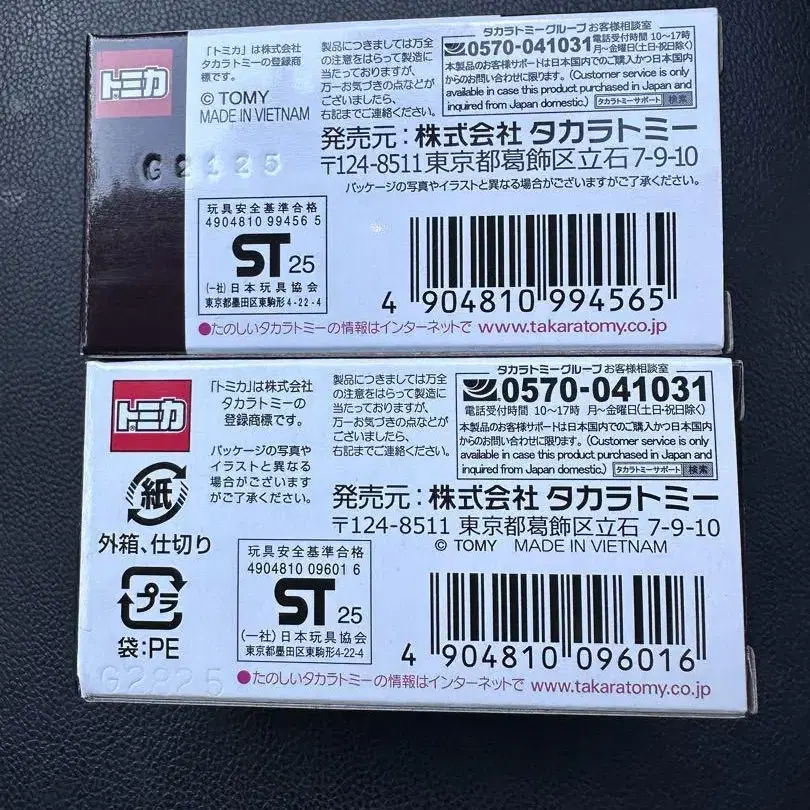 トミカ
「トミカ」は株式会社
タカラトミーの登録商
標です。
© TOMY
MADE IN VIETNAM
G2125
製品につきましては万全
の注意をはらって製造に
当たっておりますが、
万一お気づきの点などが
ございましたら、
右記までご連絡ください。
タカラトミーグループお客様相談室
0570-041031
電話受付時間 10〜17時
月〜金曜日(土日・祝日除く)
本製品のお客様サポートは日本国内でのご購入かつ日本国内
からのお問い合わせに限ります。(Customer service is only
available in case this product purchased in Japan and
inquired from Japan domestic.) タカラトミーサポート 検索
発売元：株式会社 タカラトミー
〒124-8511東京都葛飾区立石7-9-10
パッケージの写真やイラストと異なる場合がございますがご了承ください。
玩具安全基準合格
4904810 99456 5
ST 25
(一社)日本玩具協会
東京都墨田区東駒形4-22-4
4 904810 994565
●たのしいタカラトミーの情報はインターネットで www.takaratomy.co.jp
トミカ
「トミカ」は株式会社
タカラトミーの
登録商標です。
パッケージの写真や
イラストと異なる
場合がございますが
ご了承ください。
紙
外箱、仕切り
プラ
袋：PE
G2825
製品につきましては万全
の注意をはらって製造に
当たっておりますが、
万一お気づきの点などが
ございましたら、
右記までご連絡ください。
タカラトミーグループお客様相談室
0570-041031
電話受付時間 10〜17時 月〜金曜日(土日・祝日除く)
本製品のお客様サポートは日本国内でのご購入かつ日本国内
からのお問い合わせに限ります。(Customer service is only
available in case this product purchased in Japan and
inquired from Japan domestic.) タカラトミーサポート 検索
発売元：株式会社 タカラトミー
〒124-8511 東京都葛飾区立石 7-9-10
© TOMY MADE IN VIETNAM
玩具安全基準合格
4904810 09601 6
ST 25
(一社)日本玩具協会
東京都墨田区東駒形4-22-4
4 904810 096016
●たのしいタカラトミーの情報はインターネットで www.takaratomy.co.jp